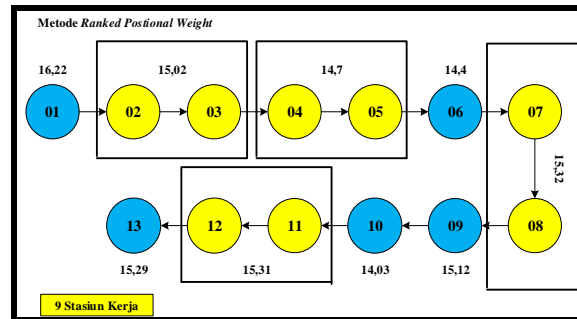 Metode Ranked Postional Weight
16,22 15,02 14,7 14,4
01 02 03 04 05 06 07
15,32
13 12 11 10 09 08
15,29 15,31 14,03 15,12
9 Stasiun Kerja